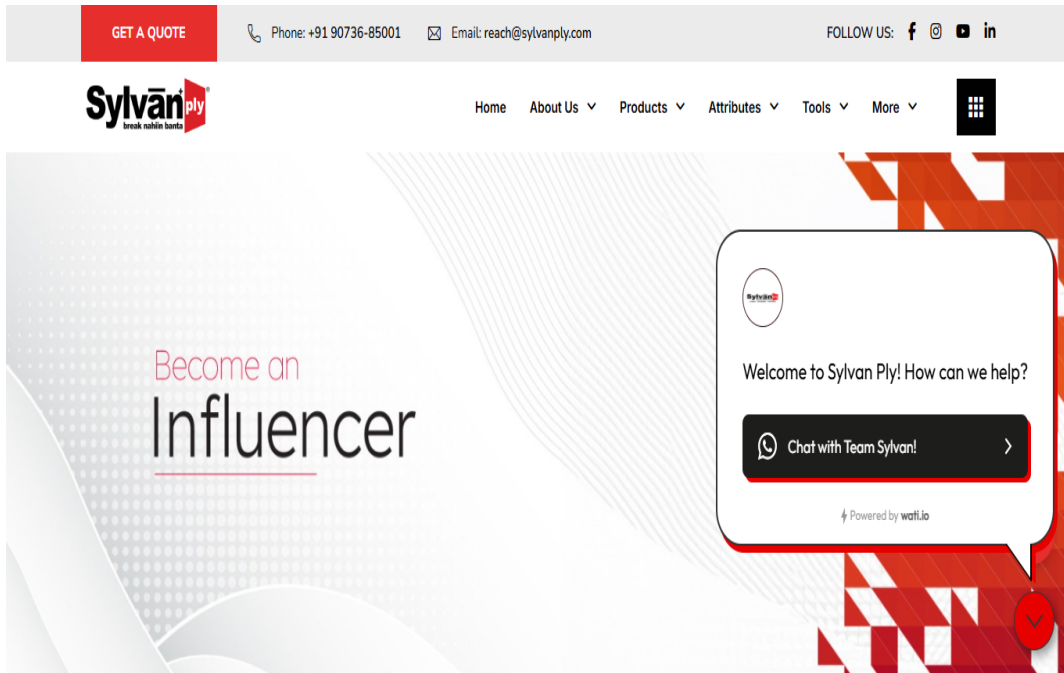 GET A QUOTE
Phone: +91 90736-85001
Email: reach@sylvanply.com
FOLLOW US:
Sylvān ply
break nahiin banta
Home About Us Products Attributes Tools More
Become an
Influencer
Sylvān
Welcome to Sylvan Ply! How can we help?
Chat with Team Sylvan!
Powered by wati.io